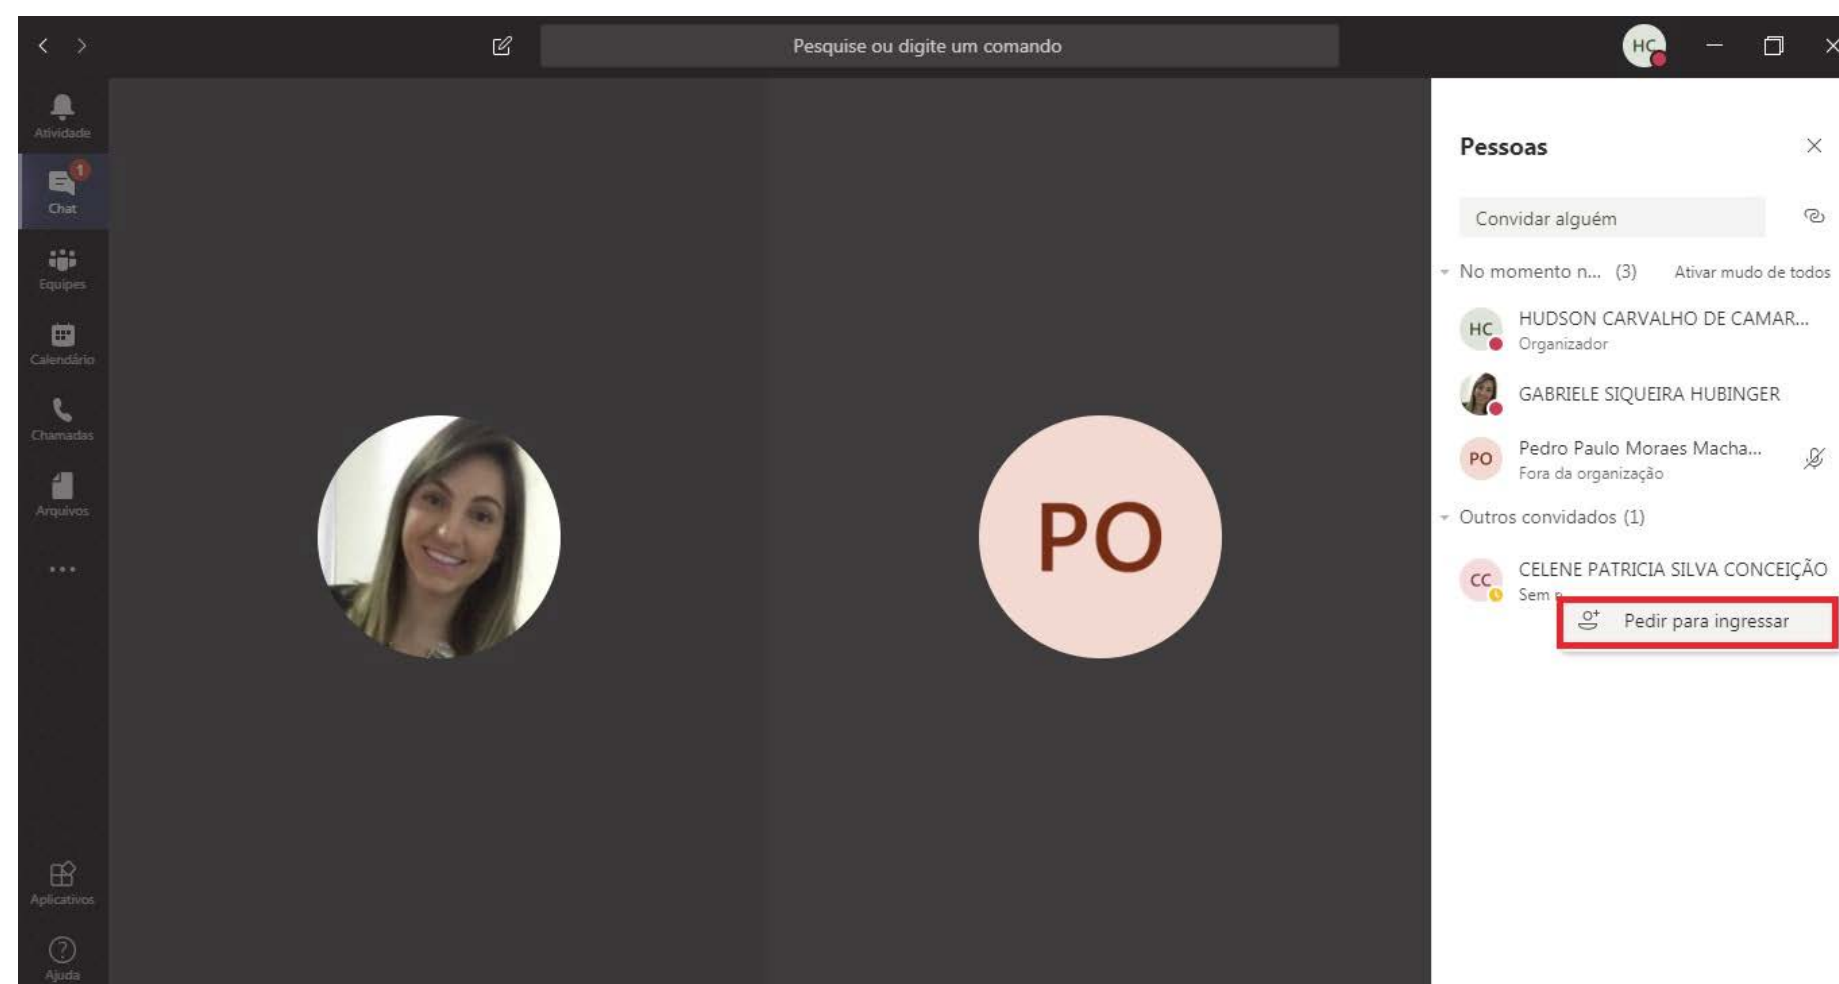 Pesquise ou digite um comando
HC
Atividade
1
Chat
Equipes
Calendário
Chamadas
Arquivos
Aplicativos
Ajuda
PO
Pessoas
Convidar alguém
No momento n... (3) Ativar mudo de todos
HC
HUDSON CARVALHO DE CAMAR...
Organizador
GABRIELE SIQUEIRA HUBINGER
PO
Pedro Paulo Moraes Macha...
Fora da organização
Outros convidados (1)
CC
CELENE PATRICIA SILVA CONCEIÇÃO
Sem
Pedir para ingressar